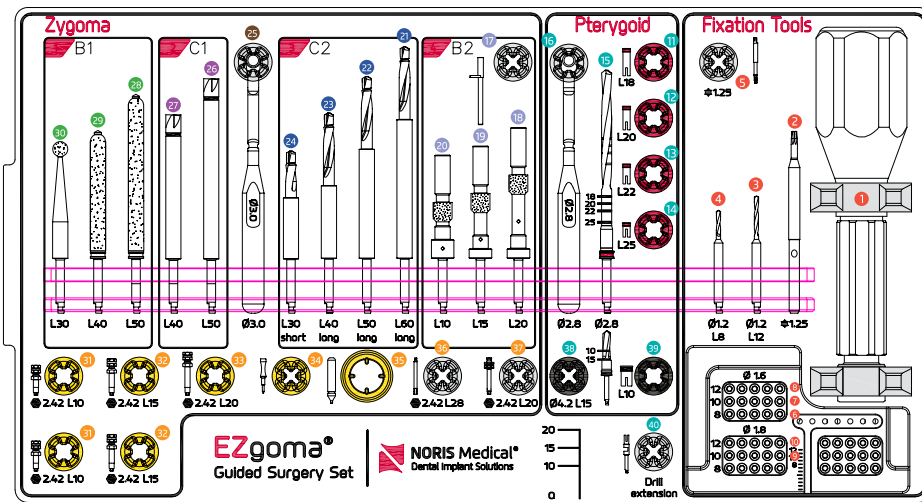 Zygoma
Pterygoid
Fixation Tools
B1
C1
C2
B2
25
26
27
28
29
30
21
22
23
24
17
18
19
20
16
15
11
12
13
14
5
2
3
4
1
L18
L20
L22
L25
16
20
22
25
1.25
Ø3.0
Ø2.8
L30
L40
L50
L40
L50
Ø3.0
L30 short
L40 long
L50 long
L60 long
L10
L15
L20
Ø2.8
Ø2.8
Ø1.2 L8
Ø1.2 L12
1.25
31
2.42 L10
32
2.42 L15
33
2.42 L20
34
35
36
2.42 L28
37
2.42 L20
38
Ø4.2 L15
10
15
L10
39
31
2.42 L10
32
2.42 L15
EZgoma®
Guided Surgery Set
NORIS Medical®
Dental Implant Solutions
20
15
10
0
40
Drill
extension
Ø 1.6
12
10
8
8
7
6
Ø 1.8
12
10
8
10
9